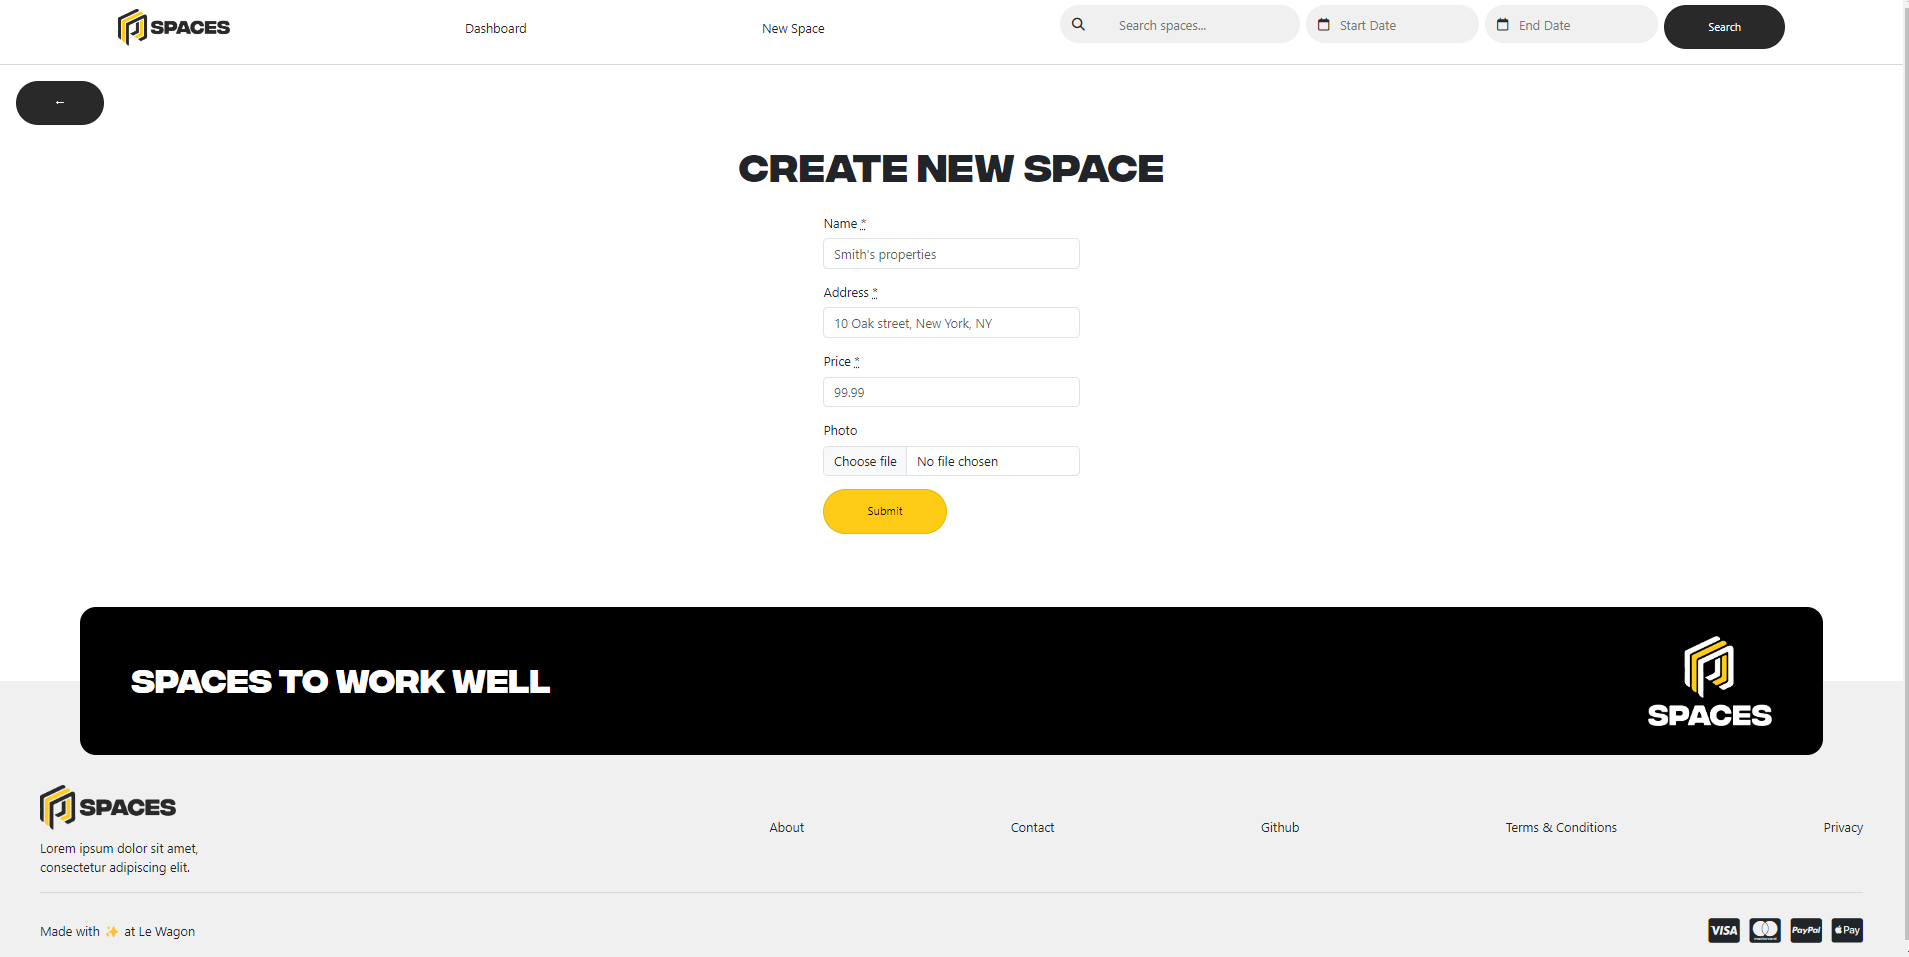 SPACES
Dashboard
New Space
Search spaces...
Start Date
End Date
Search
←
CREATE NEW SPACE
Name *
Smith's properties
Address *
10 Oak street, New York, NY
Price *
99.99
Photo
Choose file No file chosen
Submit
SPACES TO WORK WELL
SPACES
SPACES
Lorem ipsum dolor sit amet,
consectetur adipiscing elit.
About
Contact
Github
Terms & Conditions
Privacy
Made with ✨ at Le Wagon
VISA
mastercard
PayPal
Pay